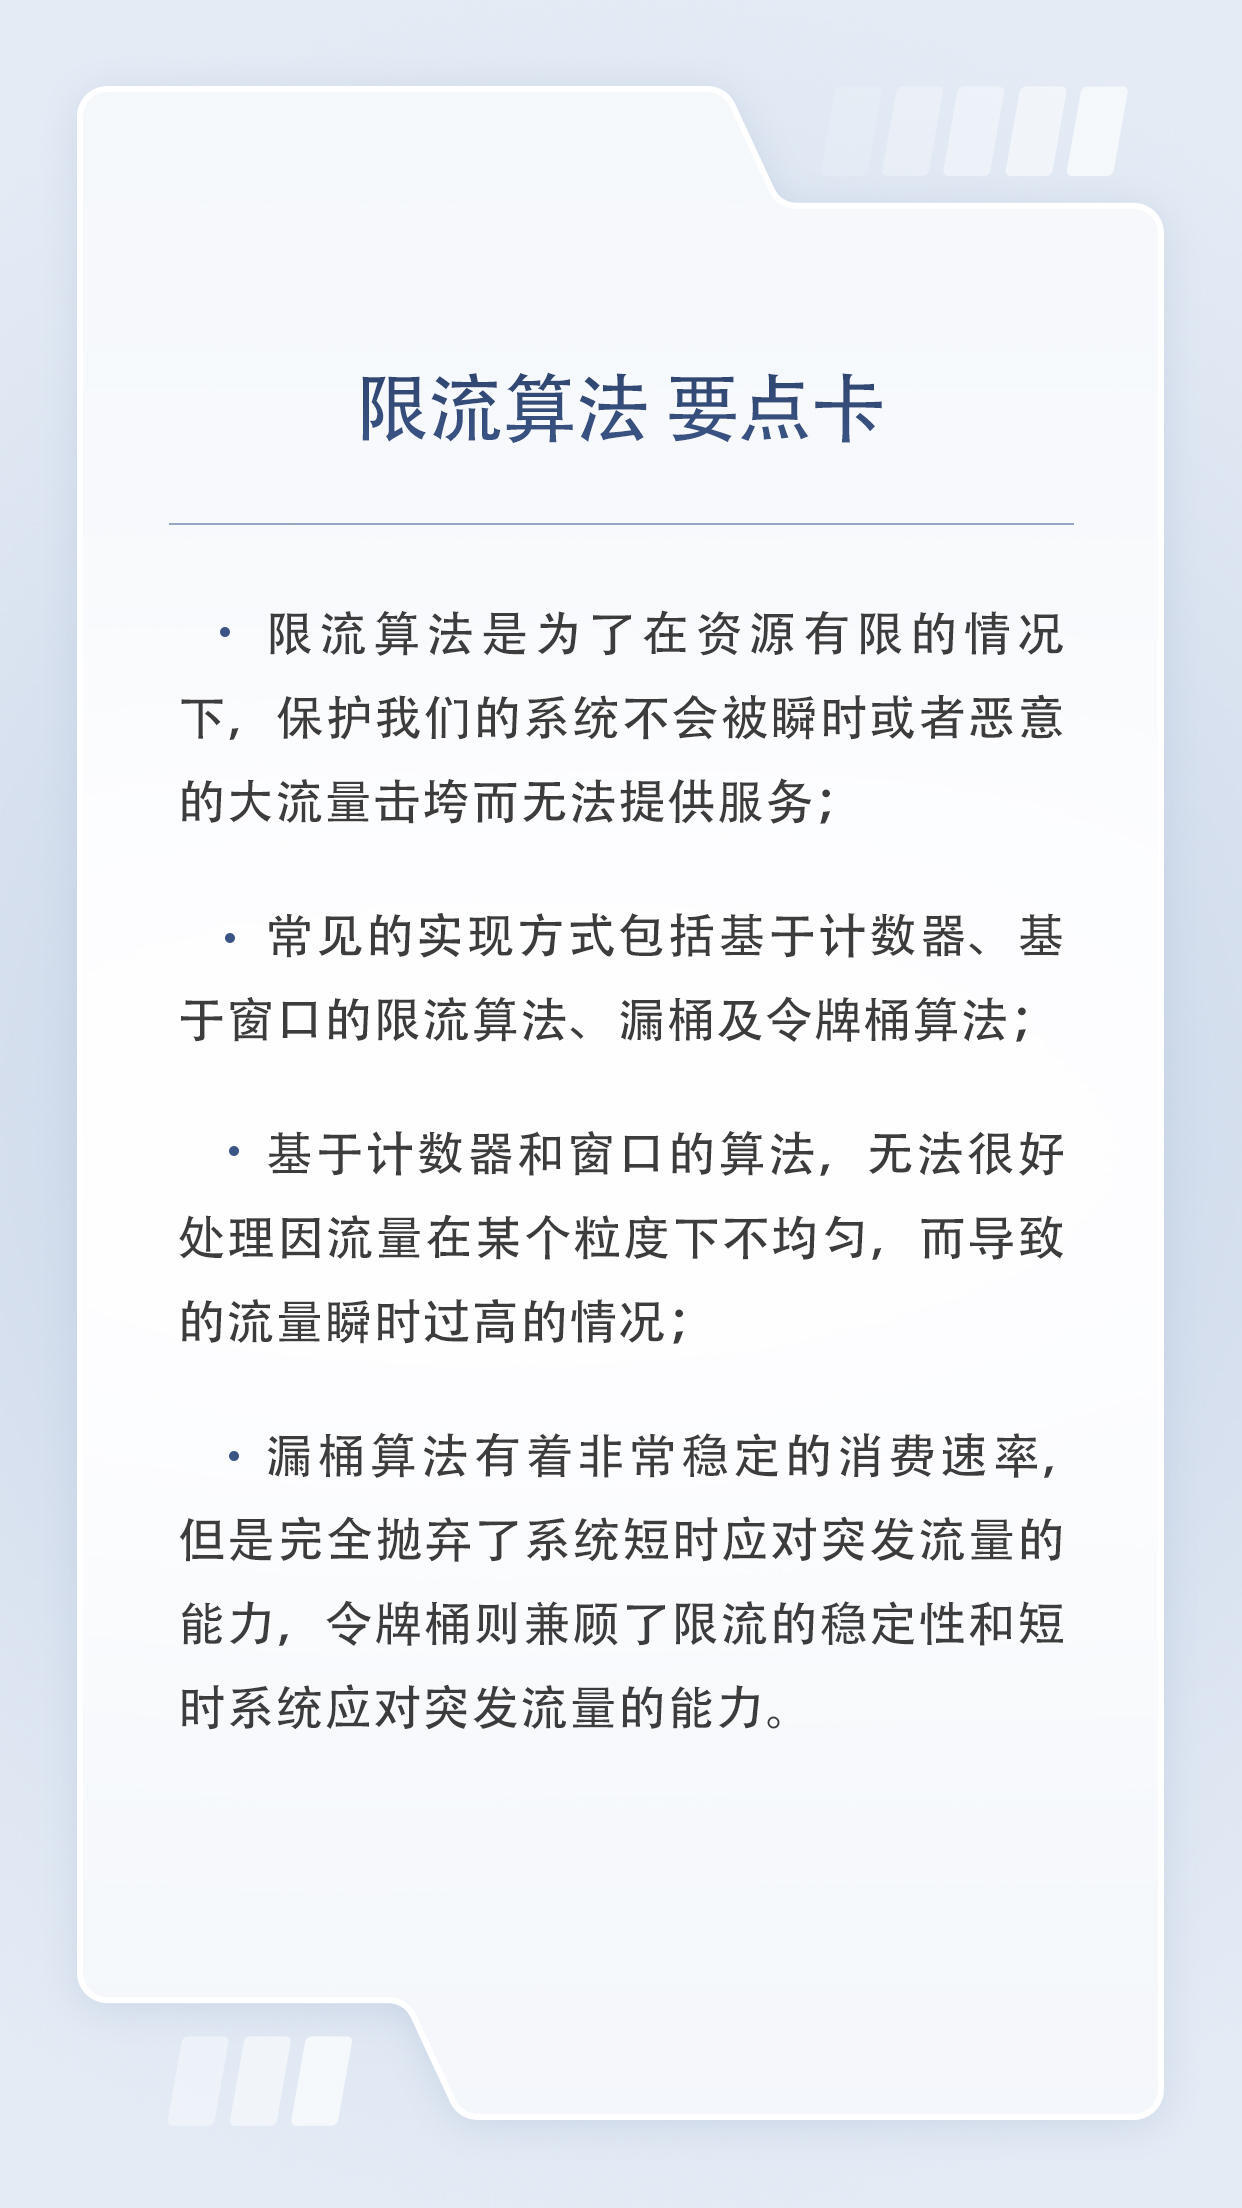 限流算法 要点卡
• 限流算法是为了在资源有限的情况
下，保护我们的系统不会被瞬时或者恶意
的大流量击垮而无法提供服务；
• 常见的实现方式包括基于计数器、基
于窗口的限流算法、漏桶及令牌桶算法；
• 基于计数器和窗口的算法，无法很好
处理因流量在某个粒度下不均匀，而导致
的流量瞬时过高的情况；
• 漏桶算法有着非常稳定的消费速率，
但是完全抛弃了系统短时应对突发流量的
能力，令牌桶则兼顾了限流的稳定性和短
时系统应对突发流量的能力。